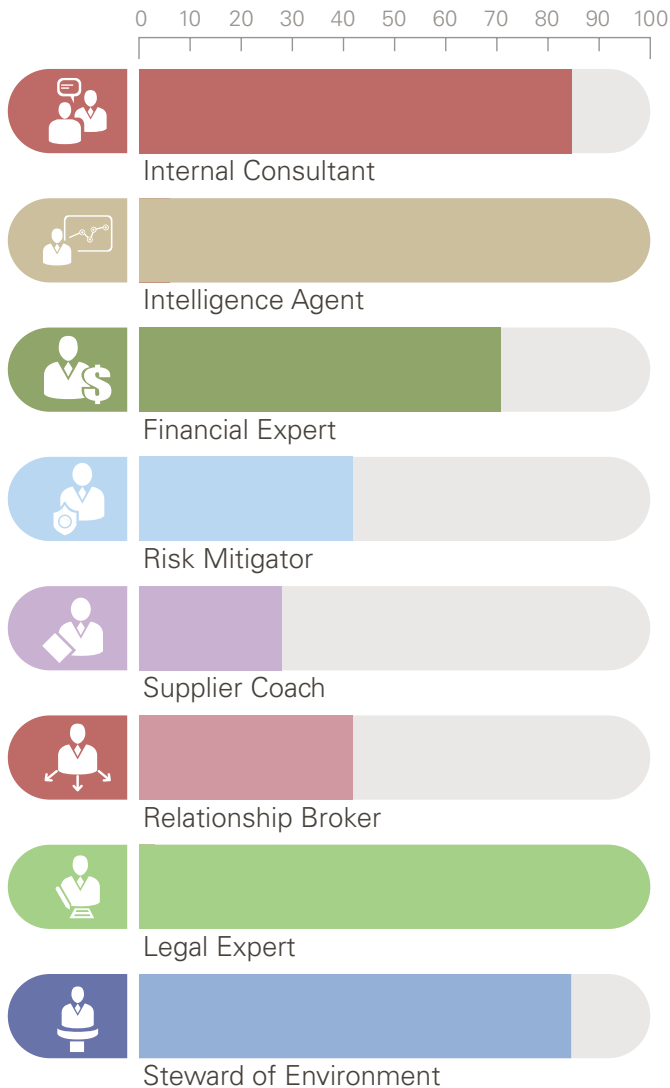 0 10 20 30 40 50 60 70 80 90 100
Internal Consultant
Intelligence Agent
$
Financial Expert
Risk Mitigator
Supplier Coach
Relationship Broker
Legal Expert
Steward of Environment